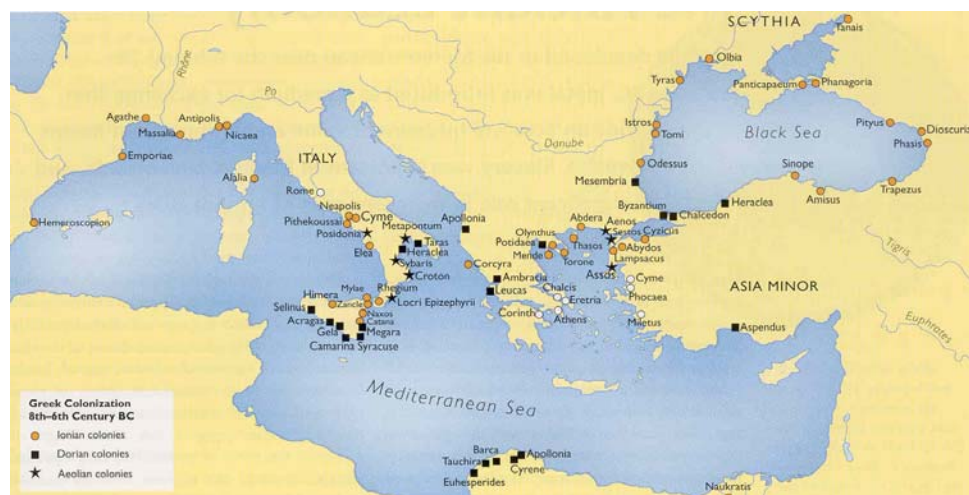 SCYTHIA
Tanais
Olbia
Rhône
Tyras
Panticapaeum
Phanagoria
Po
Agathe
Antipolis
Istros
Pityus
Massalia
Nicaea
Tomi
Black Sea
Dioscuria
Danube
Phasis
Emporiae
ITALY
Odessus
Sinope
Alalia
Mesembria
Rome
Amisus
Trapezus
Neapolis
Byzantium
Heraclea
Pithekoussai
Cyme
Apollonia
Abdera
Aenos
Chalcedon
Hemeroscopion
Posidonia
Metapontum
Olynthus
Sestos
Cyzicus
Taras
Potidaea
Thasos
Abydos
Tigris
Elea
Heraclea
Mende
Lampsacus
Sybaris
Corcyra
Torone
Assos
Croton
Ambracia
Cyme
ASIA MINOR
Mylae
Rhegium
Leucas
Chalcis
Phocaea
Himera
Zancle
Locri Epizephyrii
Eretria
Selinus
Naxos
Corinth
Euphrates
Acragas
Catana
Athens
Miletus
Gela
Megara
Aspendus
Camarina
Syracuse
Mediterranean Sea
Greek Colonization
8th–6th Century BC
Ionian colonies
Dorian colonies
Aeolian colonies
Barca
Apollonia
Tauchira
Cyrene
Euhesperides
Naukratis